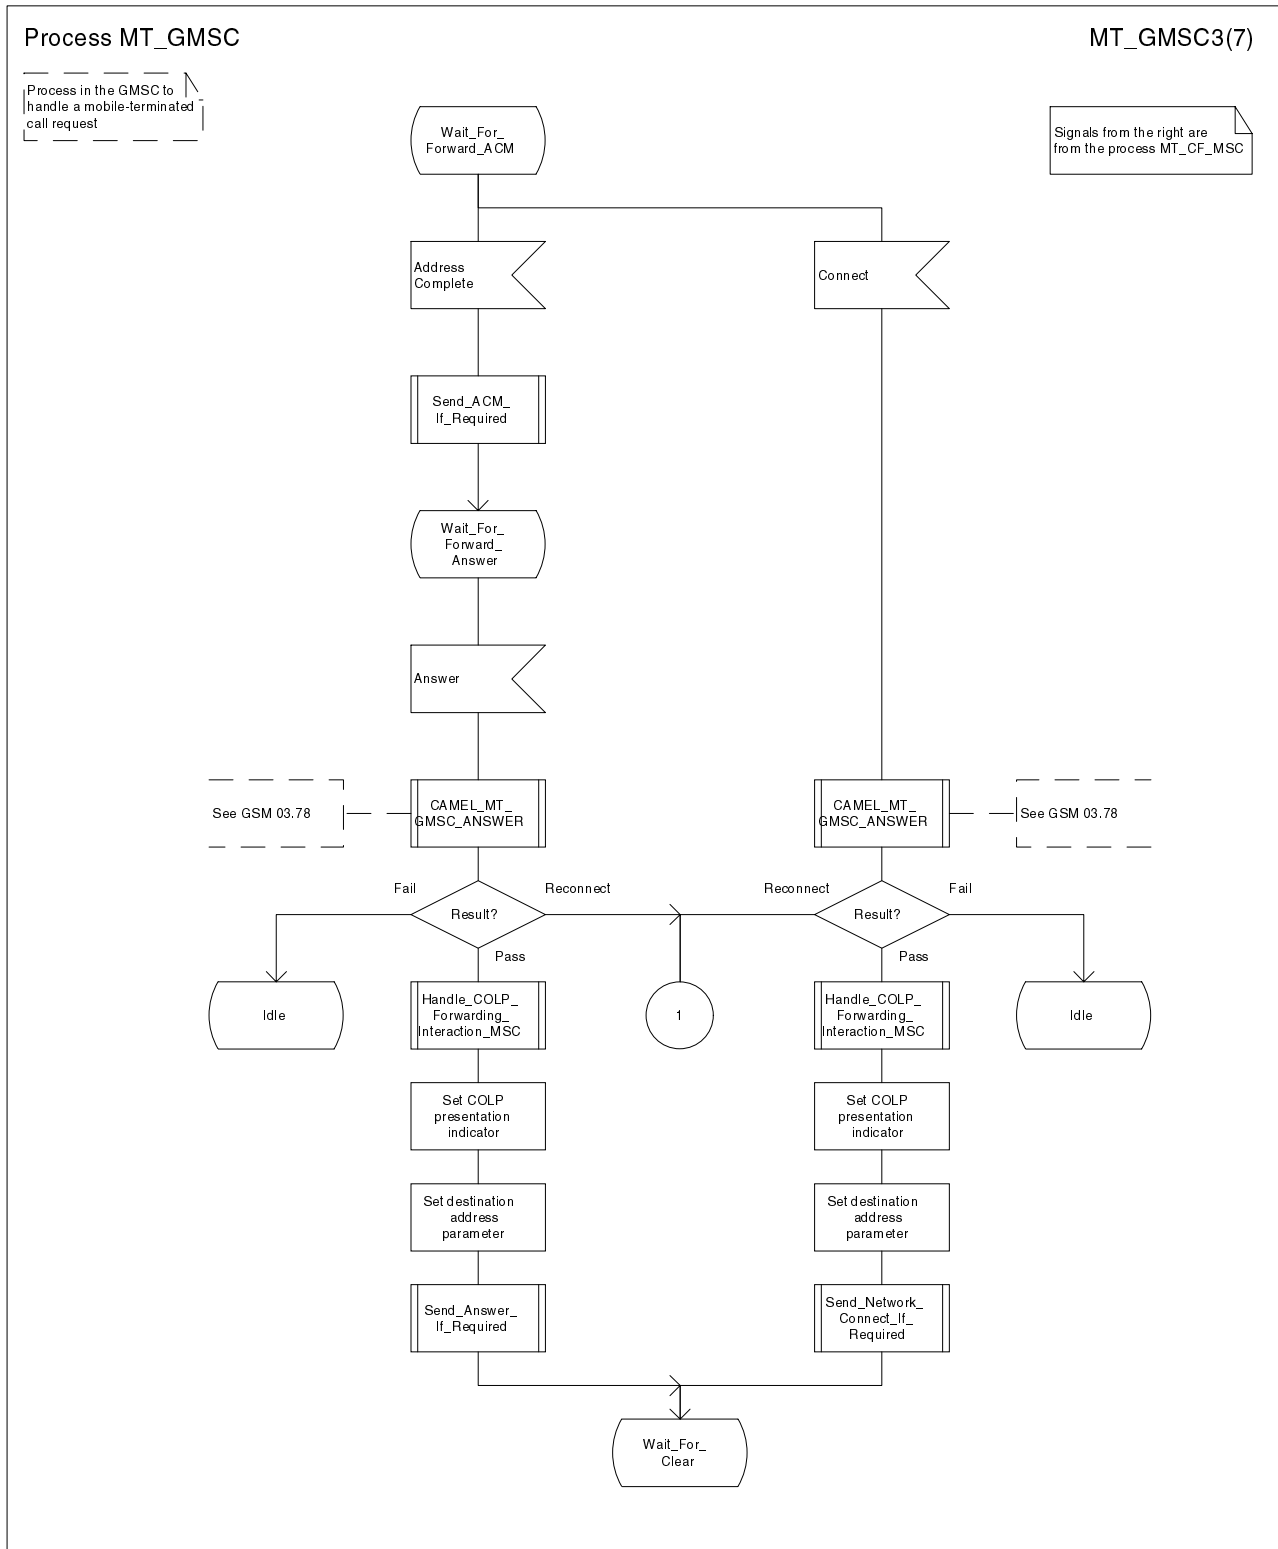 Process MT_GMSC
MT_GMSC3(7)
Process in the GMSC to
handle a mobile-terminated
call request
Signals from the right are
from the process MT_CF_MSC
Wait_For_
Forward_ACM
Address
Complete
Connect
Send_ACM_
If_Required
Wait_For_
Forward_
Answer
Answer
See GSM 03.78
CAMEL_MT_
GMSC_ANSWER
CAMEL_MT_
GMSC_ANSWER
See GSM 03.78
Fail
Result?
Reconnect
Reconnect
Result?
Fail
Pass
Pass
Idle
Handle_COLP_
Forwarding_
Interaction_MSC
1
Handle_COLP_
Forwarding_
Interaction_MSC
Idle
Set COLP
presentation
indicator
Set COLP
presentation
indicator
Set destination
address
parameter
Set destination
address
parameter
Send_Answer_
If_Required
Send_Network_
Connect_If_
Required
Wait_For_
Clear